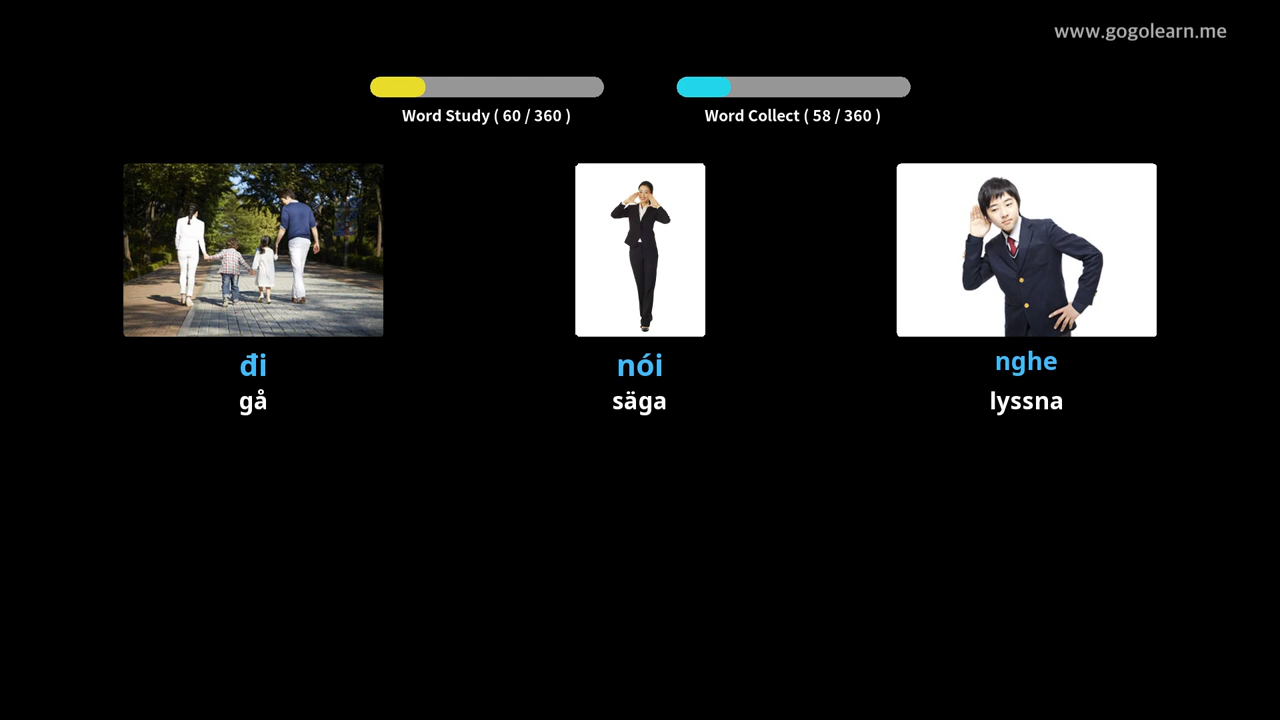 www.gogolearn.me
Word Study ( 60 / 360 )
Word Collect ( 58 / 360 )
đi
gå
nói
säga
nghe
lyssna